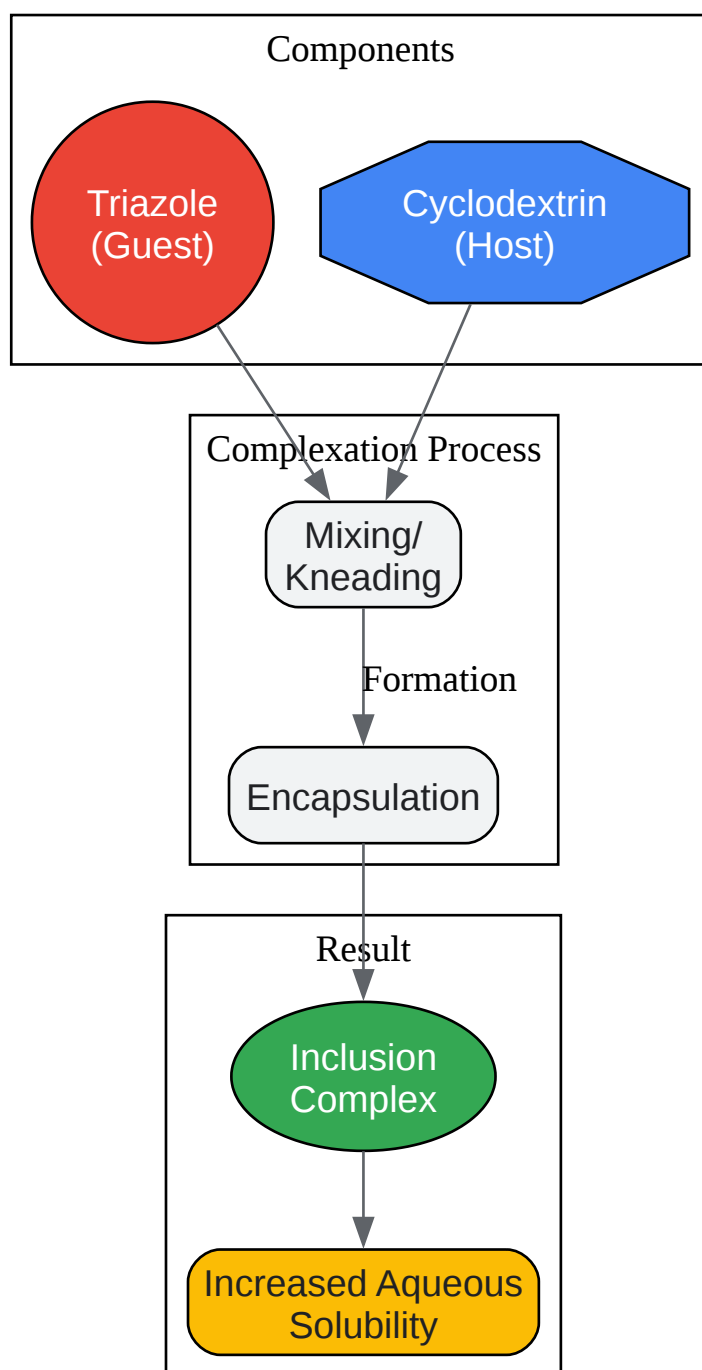 Components
Triazole
(Guest)
Cyclodextrin
(Host)
Complexation Process
Mixing/
Kneading
Formation
Encapsulation
Result
Inclusion
Complex
Increased Aqueous
Solubility